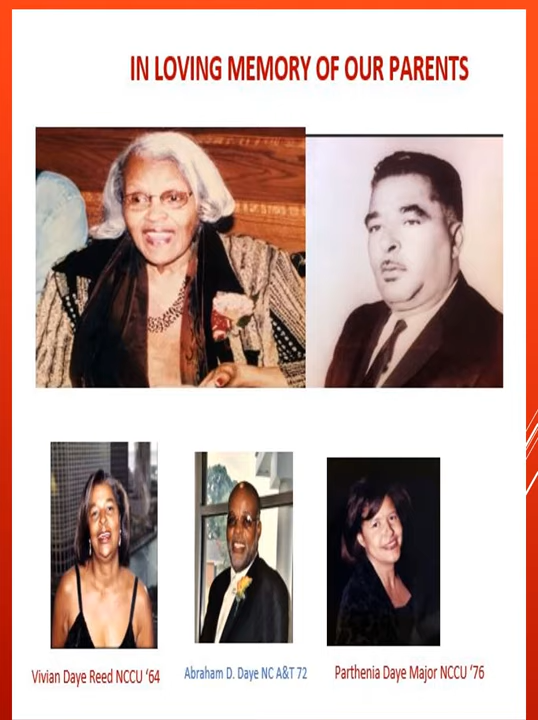 IN LOVING MEMORY OF OUR PARENTS
Vivian Daye Reed NCCU ‘64
Abraham D. Daye NC A&T 72
Parthenia Daye Major NCCU ‘76